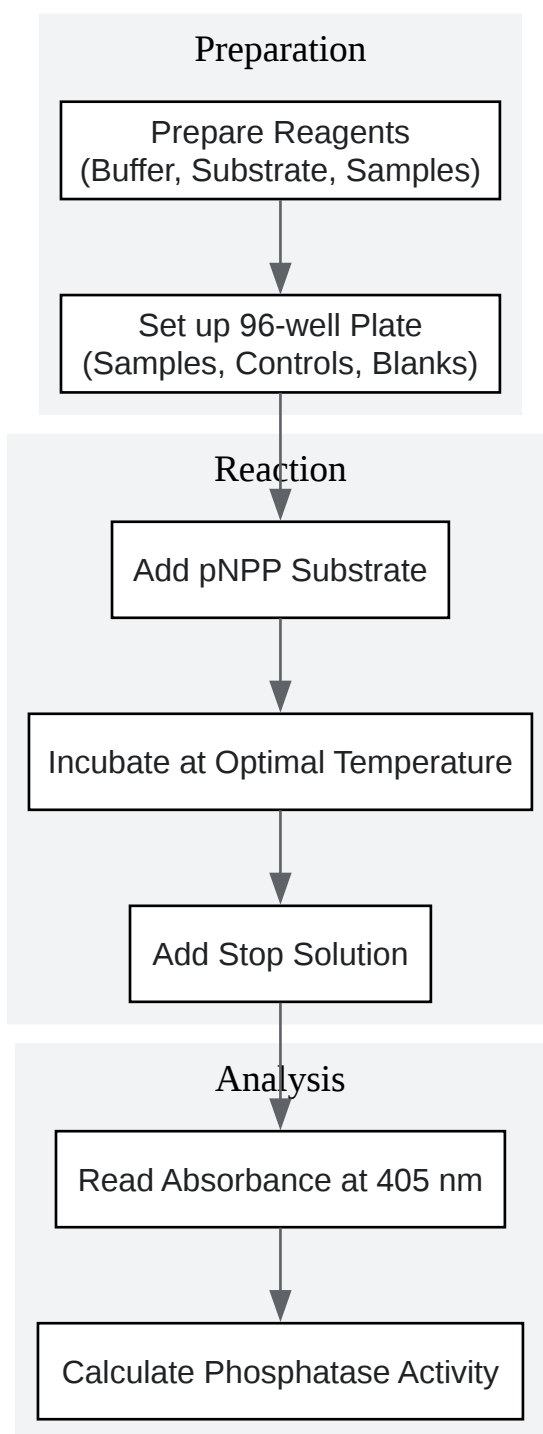 Preparation
Prepare Reagents
(Buffer, Substrate, Samples)
Set up 96-well Plate
(Samples, Controls, Blanks)
Reaction
Add pNPP Substrate
Incubate at Optimal Temperature
Add Stop Solution
Analysis
Read Absorbance at 405 nm
Calculate Phosphatase Activity